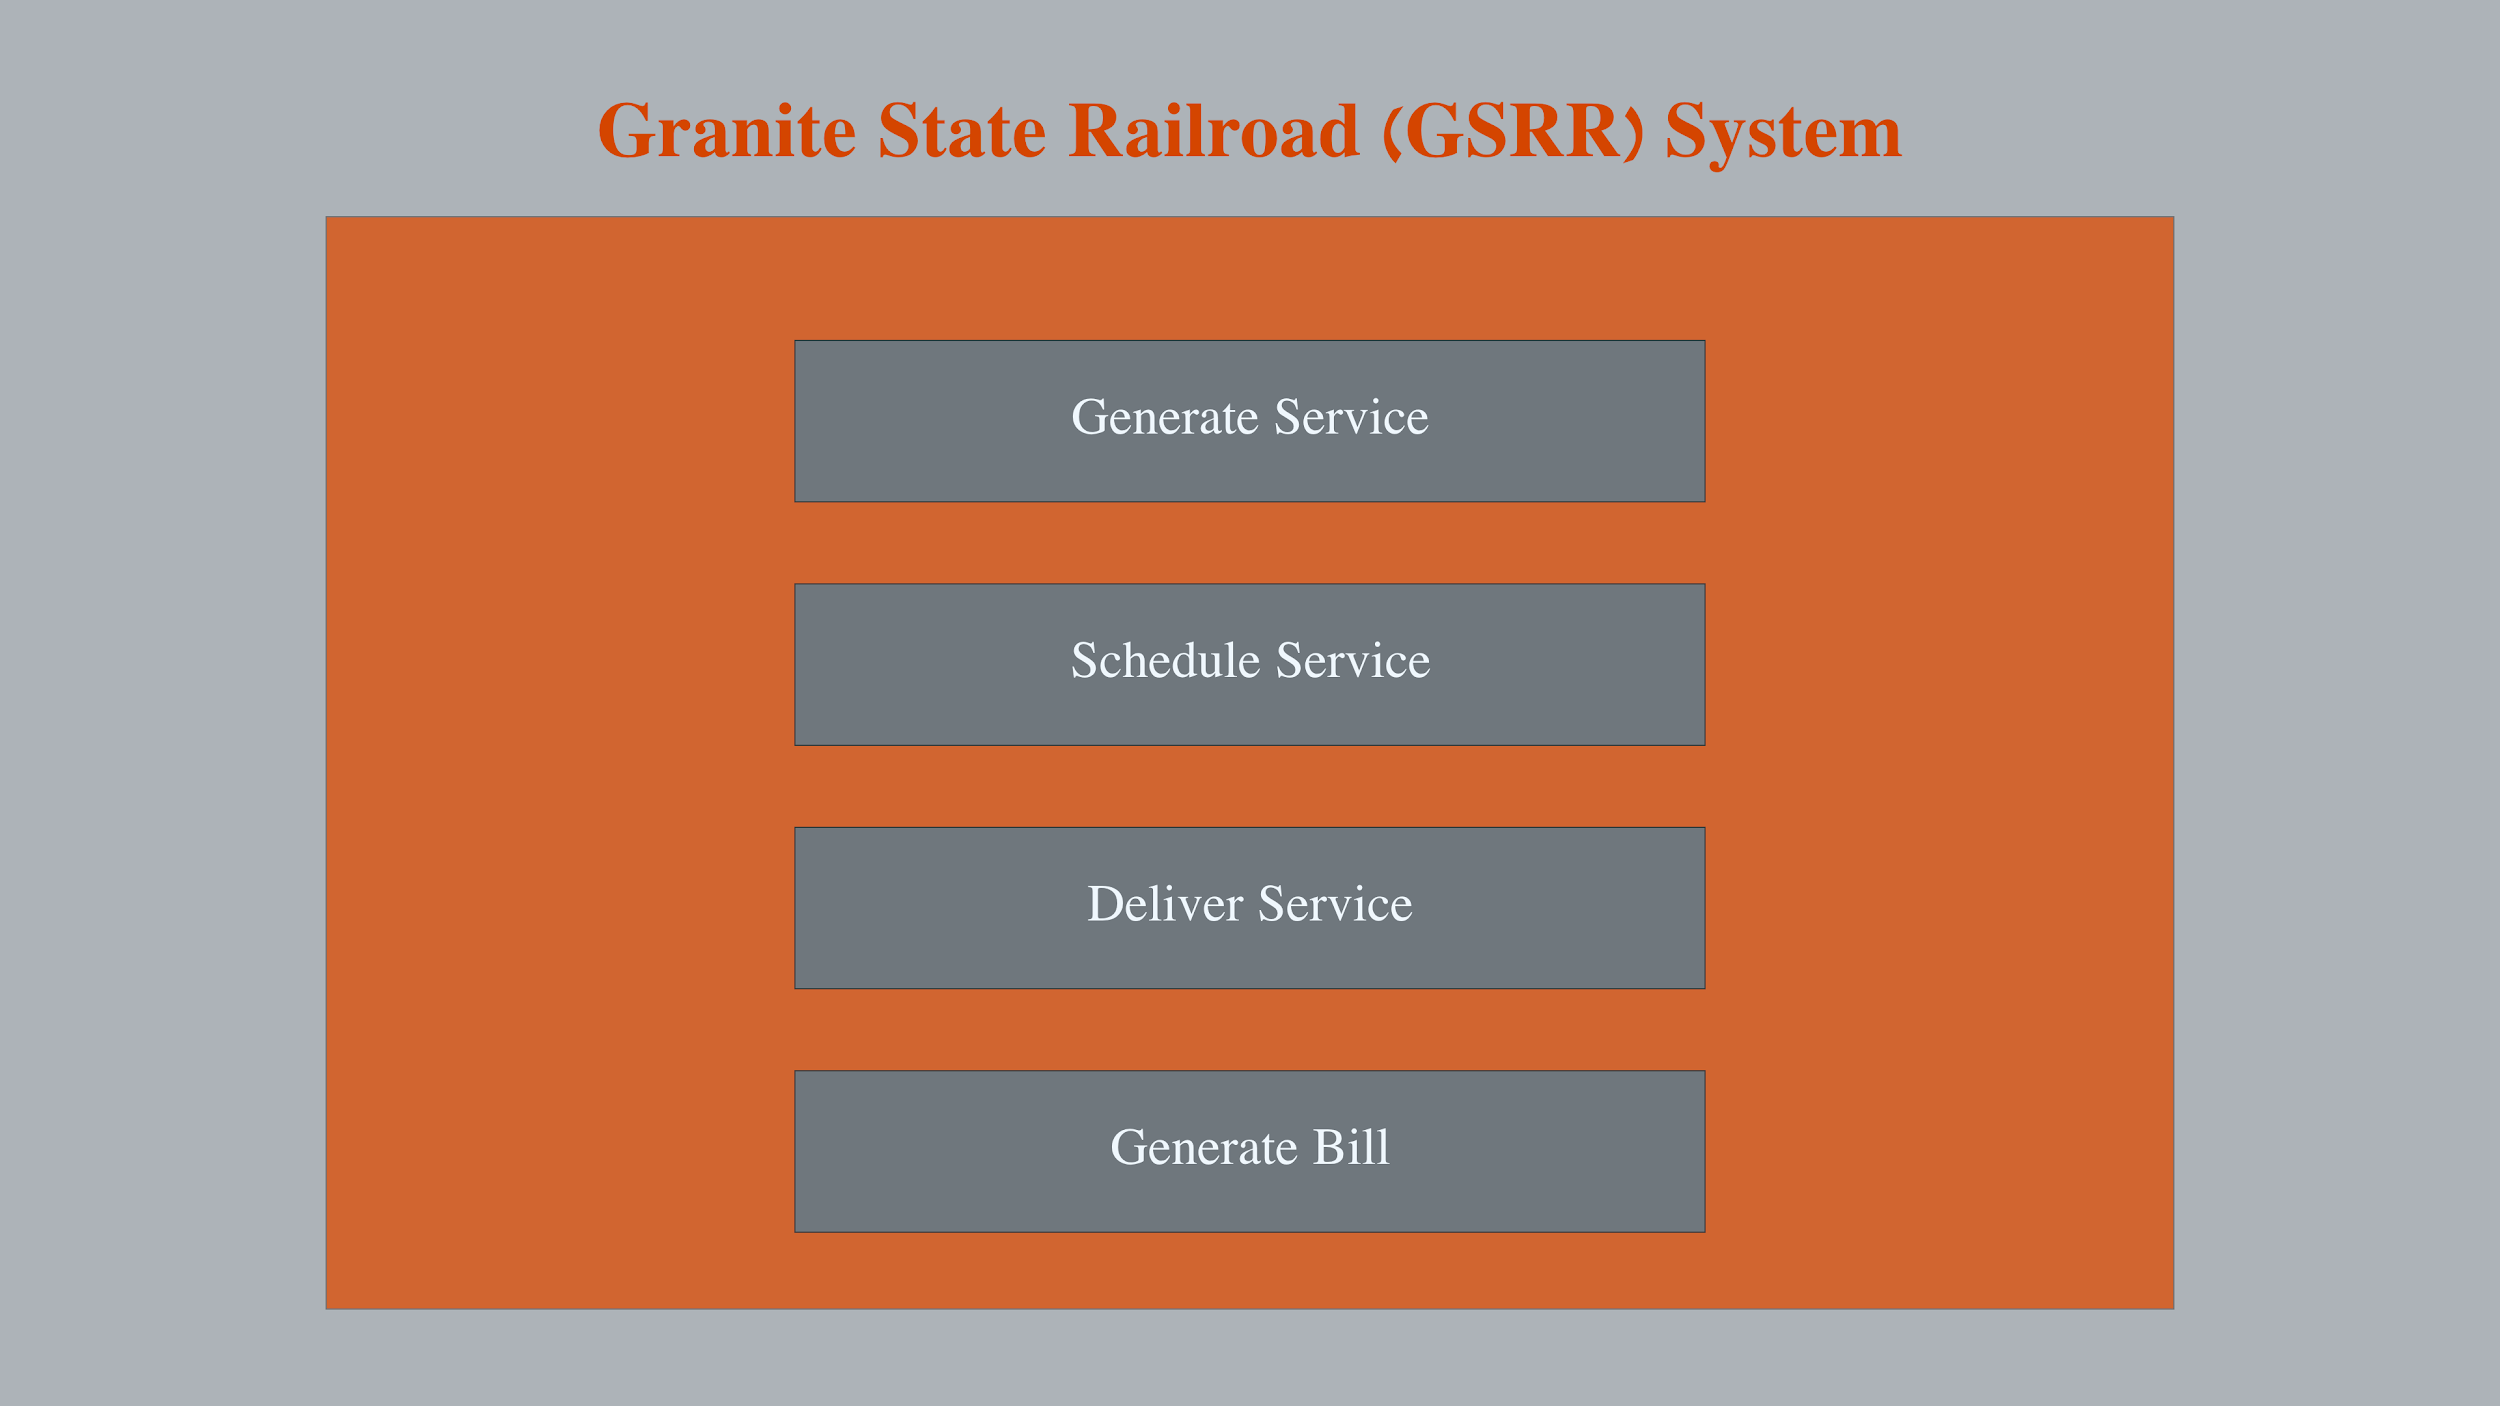 Granite State Railroad (GSRR) System
Generate Service
Schedule Service
Deliver Service
Generate Bill